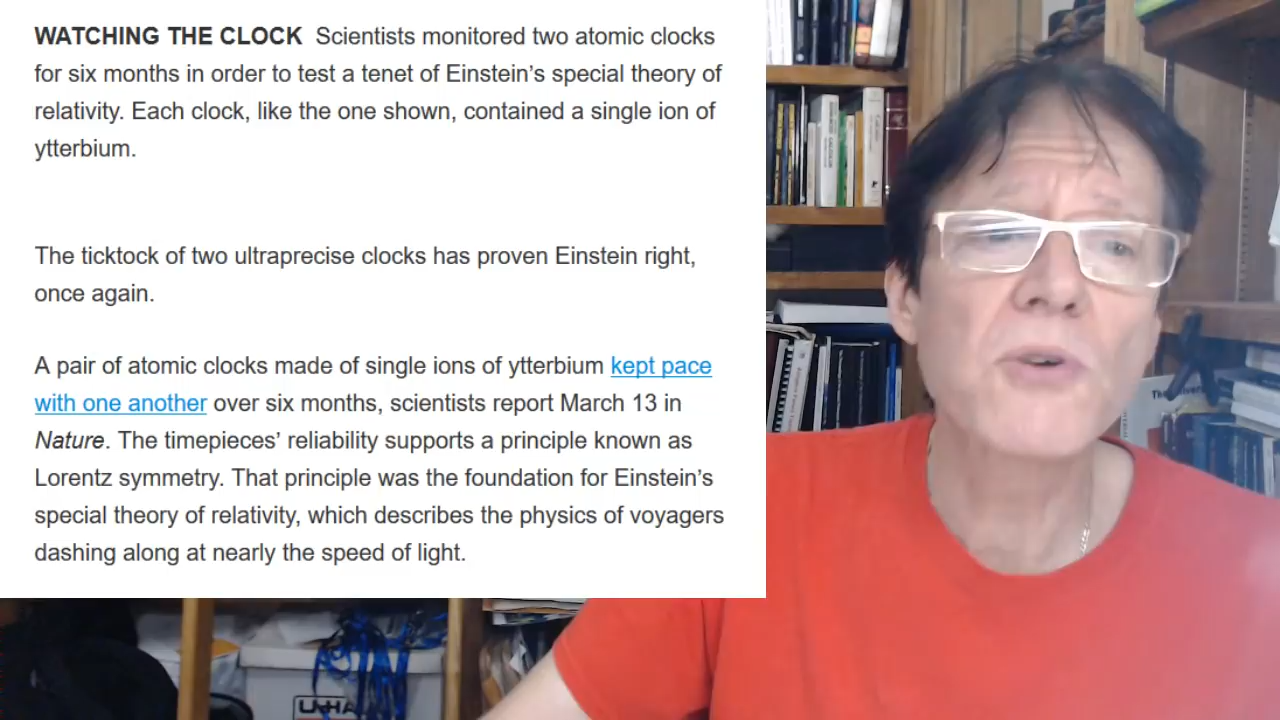 WATCHING THE CLOCK Scientists monitored two atomic clocks
for six months in order to test a tenet of Einstein’s special theory of
relativity. Each clock, like the one shown, contained a single ion of
ytterbium.
The ticktock of two ultraprecise clocks has proven Einstein right,
once again.
A pair of atomic clocks made of single ions of ytterbium kept pace
with one another over six months, scientists report March 13 in
Nature. The timepieces’ reliability supports a principle known as
Lorentz symmetry. That principle was the foundation for Einstein’s
special theory of relativity, which describes the physics of voyagers
dashing along at nearly the speed of light.